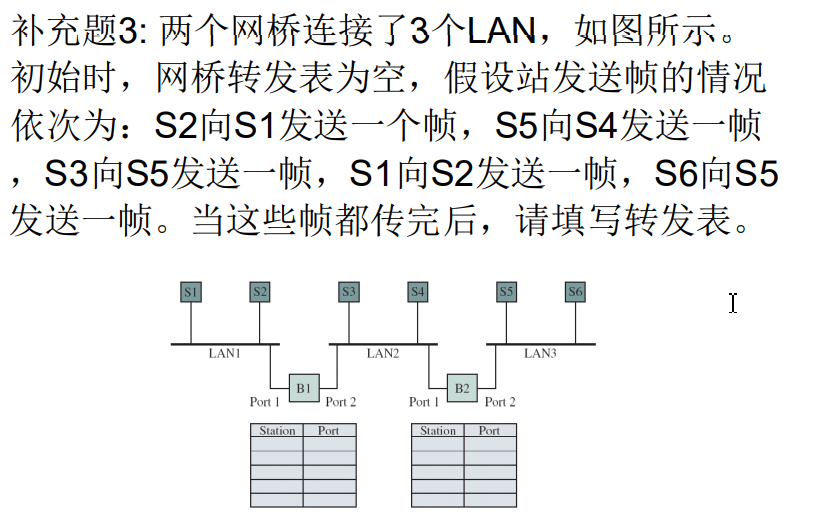 补充题3: 两个网桥连接了3个LAN，如图所示。
初始时，网桥转发表为空，假设站发送帧的情况
依次为：S2向S1发送一个帧，S5向S4发送一帧
，S3向S5发送一帧，S1向S2发送一帧，S6向S5
发送一帧。当这些帧都传完后，请填写转发表。
S1 S2 S3 S4 S5 S6
LAN1 LAN2 LAN3
B1 B2
Port 1 Port 2 Port 1 Port 2
Station Port Station Port